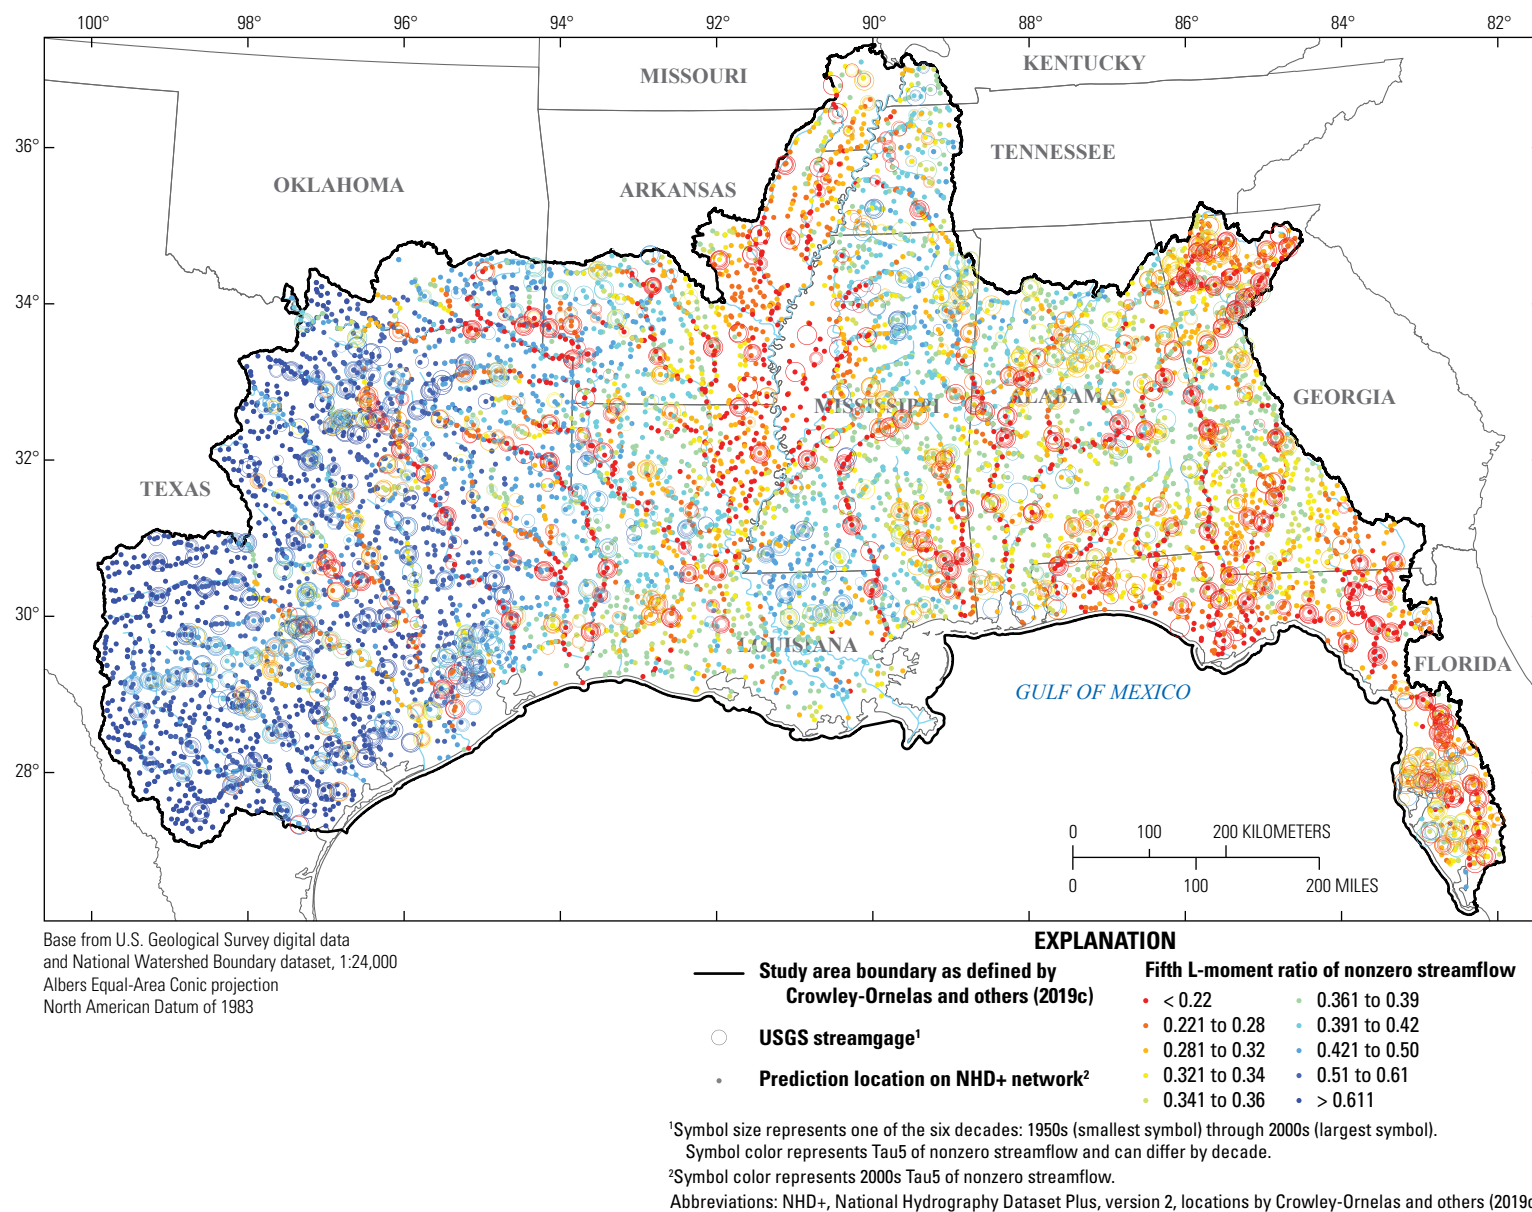 100° 98° 96° 94° 92° 90° 88° 86° 84° 82°
MISSOURI
KENTUCKY
36°
TENNESSEE
OKLAHOMA
ARKANSAS
34°
GEORGIA
MISSISSIPPI
ALABAMA
32°
TEXAS
30°
LOUISIANA
FLORIDA
GULF OF MEXICO
28°
0 100 200 KILOMETERS
0 100 200 MILES
Base from U.S. Geological Survey digital data
and National Watershed Boundary dataset, 1:24,000
Albers Equal-Area Conic projection
North American Datum of 1983
EXPLANATION
Study area boundary as defined by
Crowley-Ornelas and others (2019c)
USGS streamgage¹
Prediction location on NHD+ network²
Fifth L-moment ratio of nonzero streamflow
< 0.22
0.221 to 0.28
0.281 to 0.32
0.321 to 0.34
0.341 to 0.36
0.361 to 0.39
0.391 to 0.42
0.421 to 0.50
0.51 to 0.61
> 0.611
¹Symbol size represents one of the six decades: 1950s (smallest symbol) through 2000s (largest symbol).
Symbol color represents Tau5 of nonzero streamflow and can differ by decade.
²Symbol color represents 2000s Tau5 of nonzero streamflow.
Abbreviations: NHD+, National Hydrography Dataset Plus, version 2, locations by Crowley-Ornelas and others (2019c